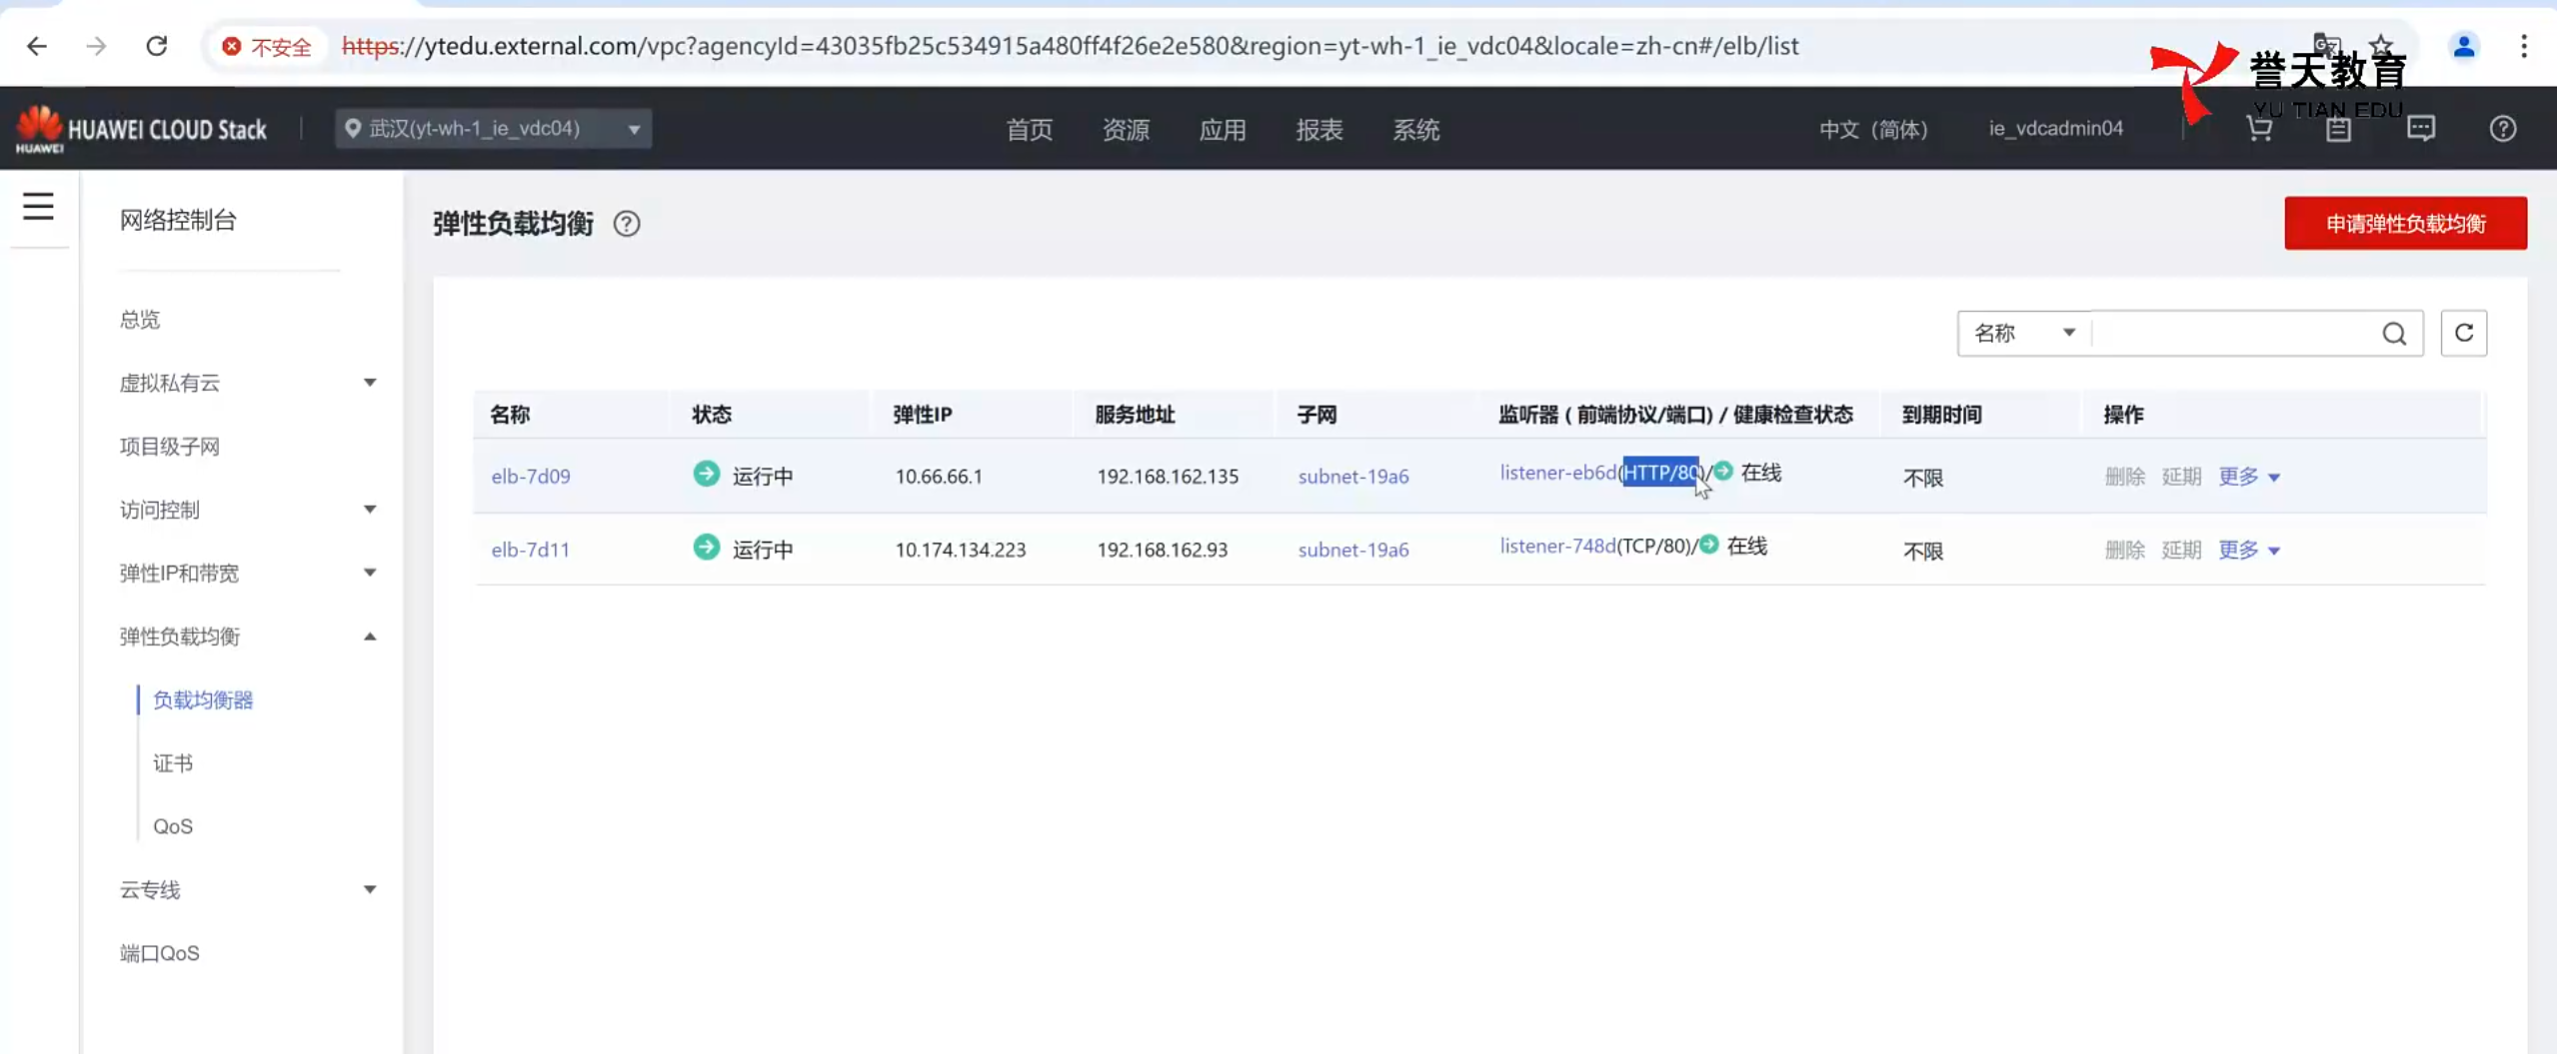 不安全 https://ytedu.external.com/vpc?agencyId=43035fb25c534915a480ff4f26e2e580&region=yt-wh-1_ie_vdc04&locale=zh-cn#/elb/list
誉天教育
YU TIAN EDU
HUAWEI
HUAWEI CLOUD Stack 武汉(yt-wh-1_ie_vdc04) 首页 资源 应用 报表 系统 中文（简体） ie_vdcadmin04
网络控制台
总览
虚拟私有云
项目级子网
访问控制
弹性IP和带宽
弹性负载均衡
负载均衡器
证书
QoS
云专线
端口QoS
弹性负载均衡 ?
申请弹性负载均衡
名称
名称 状态 弹性IP 服务地址 子网 监听器 ( 前端协议/端口) / 健康检查状态 到期时间 操作
elb-7d09 运行中 10.66.66.1 192.168.162.135 subnet-19a6 listener-eb6d(HTTP/80)/ 在线 不限 删除 延期 更多
elb-7d11 运行中 10.174.134.223 192.168.162.93 subnet-19a6 listener-748d(TCP/80)/ 在线 不限 删除 延期 更多